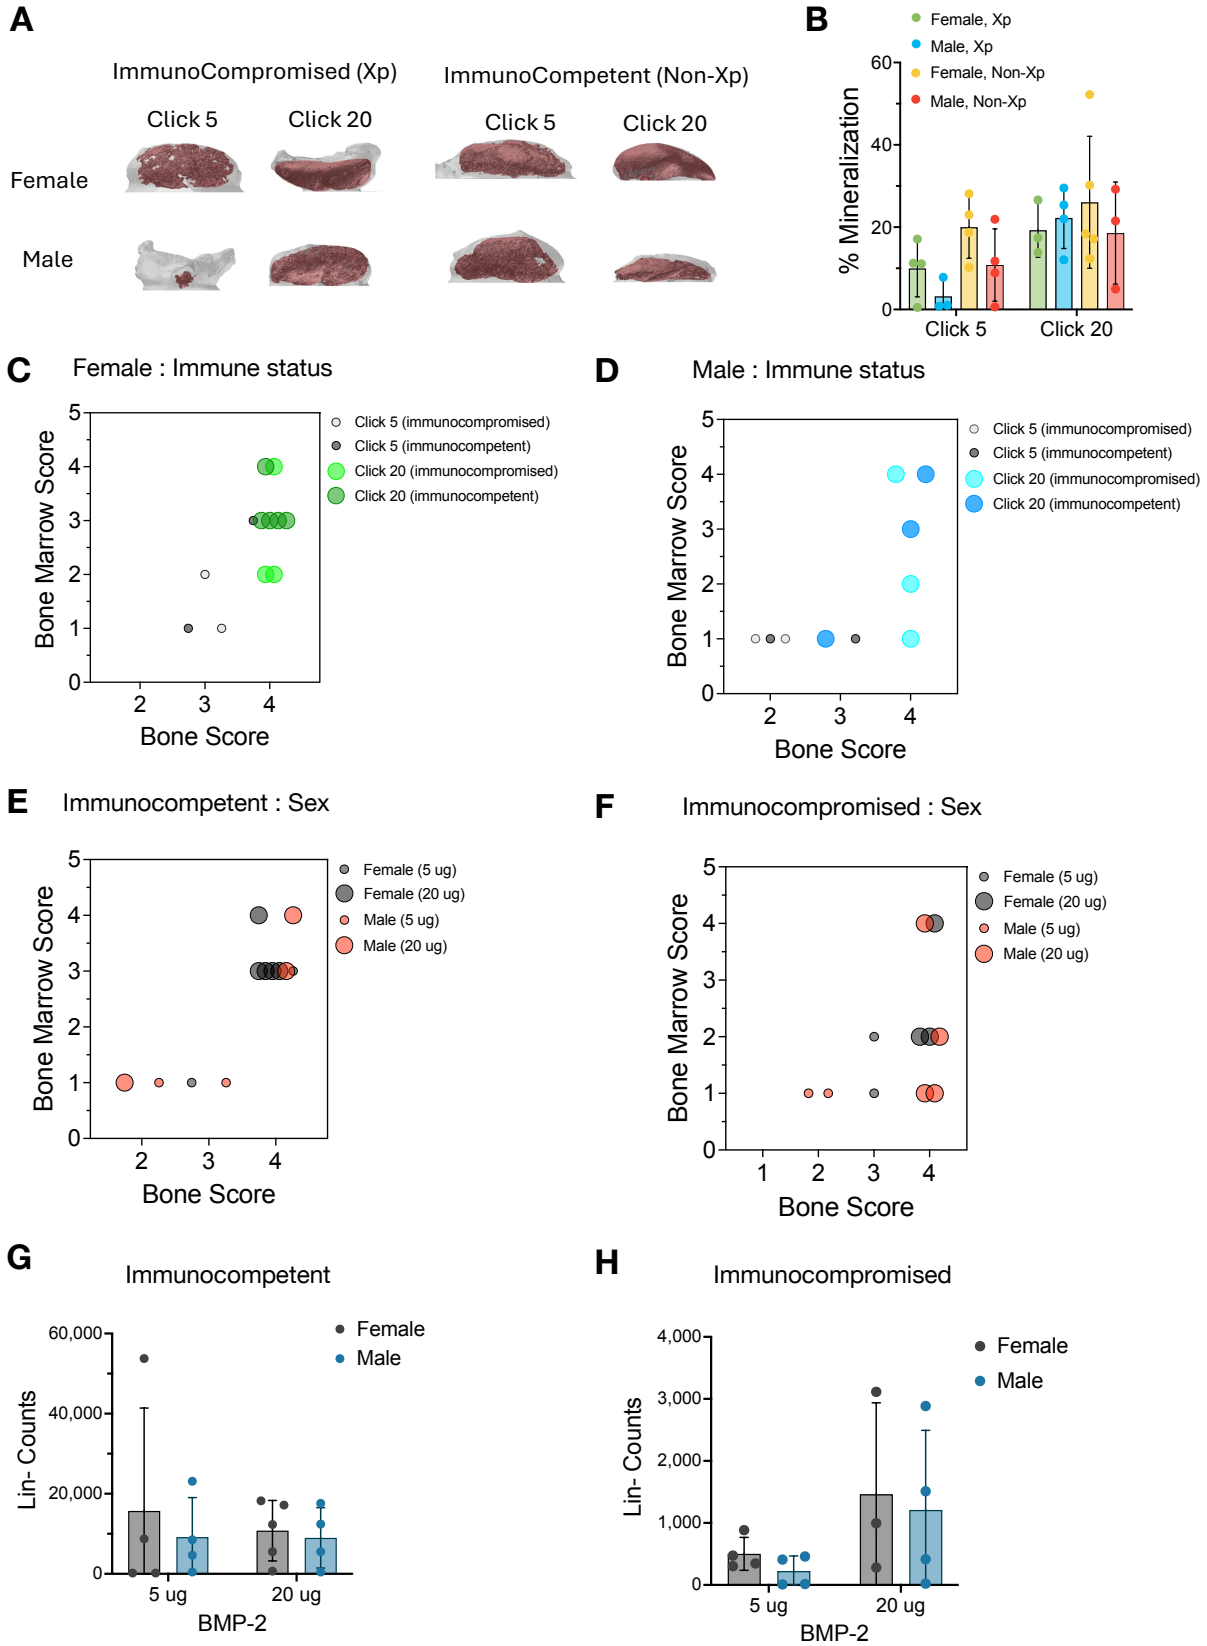 A
ImmunoCompromised (Xp)
ImmunoCompetent (Non-Xp)
Click 5
Click 20
Click 5
Click 20
Female
Male
B
Female, Xp
Male, Xp
Female, Non-Xp
Male, Non-Xp
% Mineralization
60
40
20
0
Click 5
Click 20
C
Female : Immune status
Bone Marrow Score
5
4
3
2
1
0
2
3
4
Bone Score
Click 5 (immunocompromised)
Click 5 (immunocompetent)
Click 20 (immunocompromised)
Click 20 (immunocompetent)
D
Male : Immune status
Bone Marrow Score
5
4
3
2
1
0
2
3
4
Bone Score
Click 5 (immunocompromised)
Click 5 (immunocompetent)
Click 20 (immunocompromised)
Click 20 (immunocompetent)
E
Immunocompetent : Sex
Bone Marrow Score
5
4
3
2
1
0
2
3
4
Bone Score
Female (5 ug)
Female (20 ug)
Male (5 ug)
Male (20 ug)
F
Immunocompromised : Sex
Bone Marrow Score
5
4
3
2
1
0
1
2
3
4
Bone Score
Female (5 ug)
Female (20 ug)
Male (5 ug)
Male (20 ug)
G
Immunocompetent
Lin- Counts
60,000
40,000
20,000
0
5 ug
20 ug
BMP-2
Female
Male
H
Immunocompromised
Lin- Counts
4,000
3,000
2,000
1,000
0
5 ug
20 ug
BMP-2
Female
Male